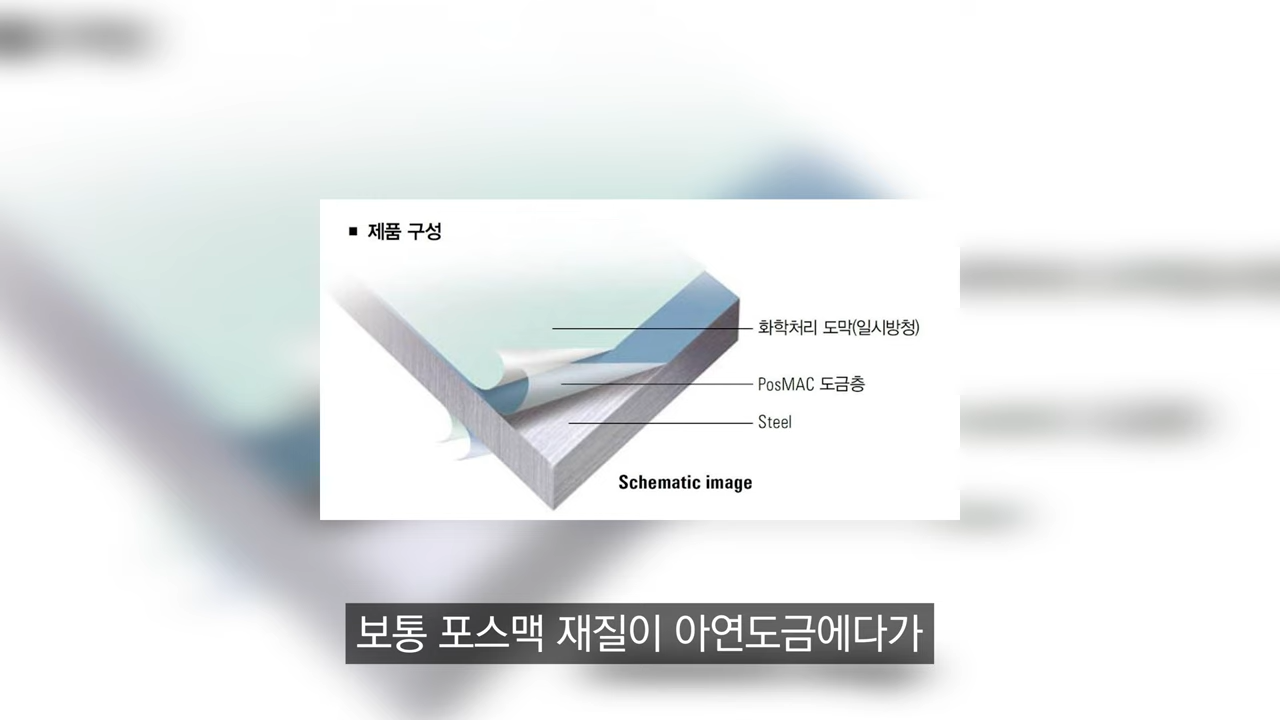 ■ 제품 구성
화학처리 도막(일시방청)
PosMAC 도금층
Steel
Schematic image
보통 포스맥 재질이 아연도금에다가